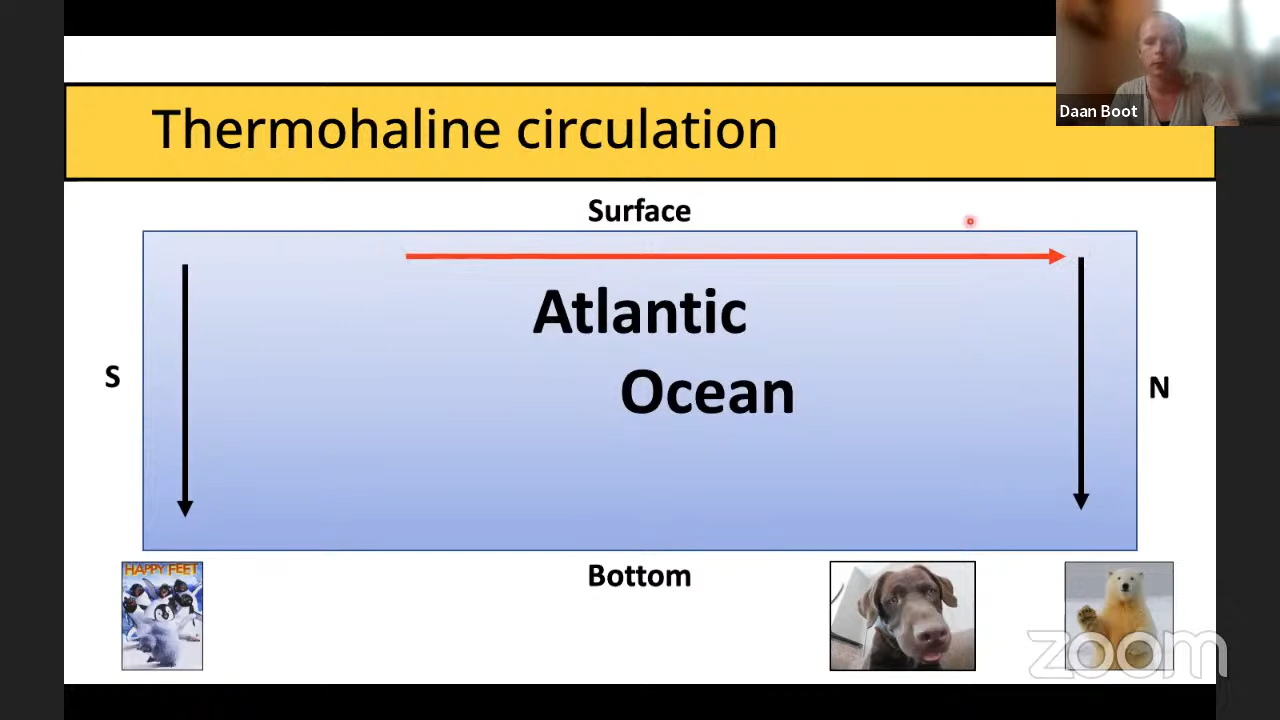 Thermohaline circulation
Daan Boot
Surface
Atlantic
Ocean
S
N
Bottom
HAPPY FEET
zoom